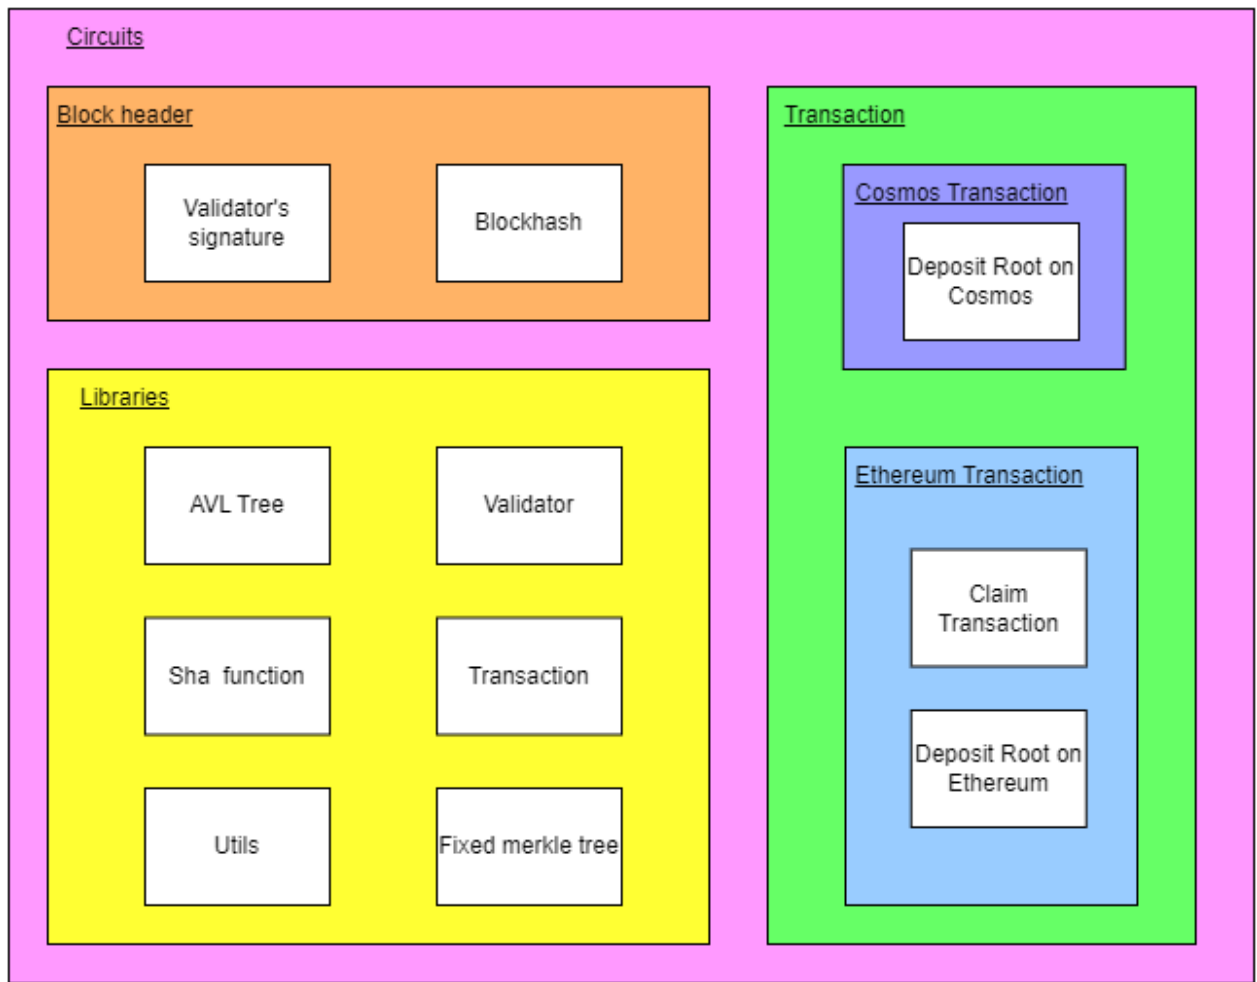 Circuits
Block header
Validator's
signature
Blockhash
Libraries
AVL Tree
Validator
Sha  function
Transaction
Utils
Fixed merkle tree
Transaction
Cosmos Transaction
Deposit Root on
Cosmos
Ethereum Transaction
Claim
Transaction
Deposit Root on
Ethereum